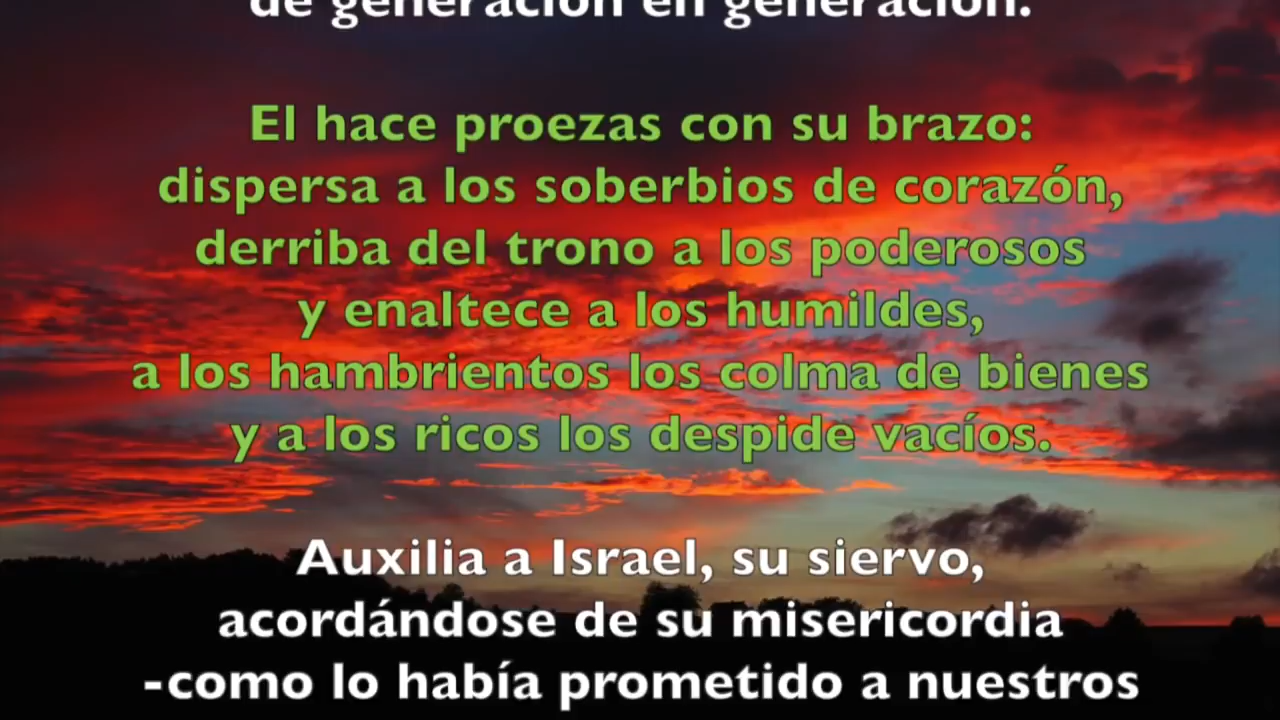 de generación en generación.
El hace proezas con su brazo:
dispersa a los soberbios de corazón,
derriba del trono a los poderosos
y enaltece a los humildes,
a los hambrientos los colma de bienes
y a los ricos los despide vacíos.
Auxilia a Israel, su siervo,
acordándose de su misericordia
-como lo había prometido a nuestros